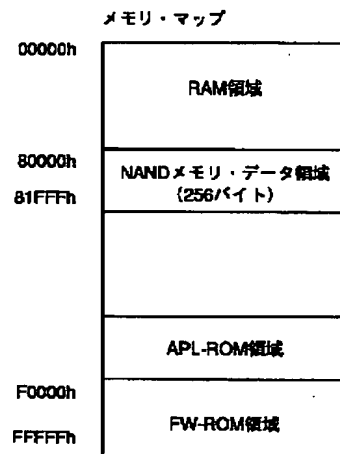 メモリ・マップ
00000h
RAM領域
80000h
NANDメモリ・データ領域
(256バイト)
81FFFh
APL-ROM領域
F0000h
FW-ROM領域
FFFFFh